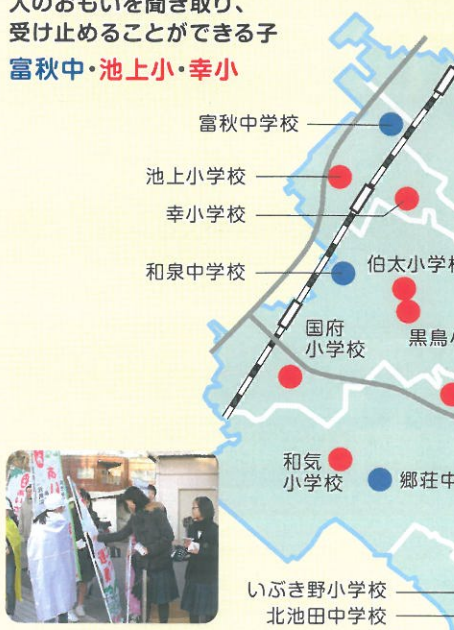 人のおもいを聞き取り、
受け止めることができる子
富秋中・池上小・幸小
富秋中学校
池上小学校
幸小学校
和泉中学校
伯太小学校
国府
小学校
黒鳥小
和気
小学校
郷荘中
いぶき野小学校
北池田中学校